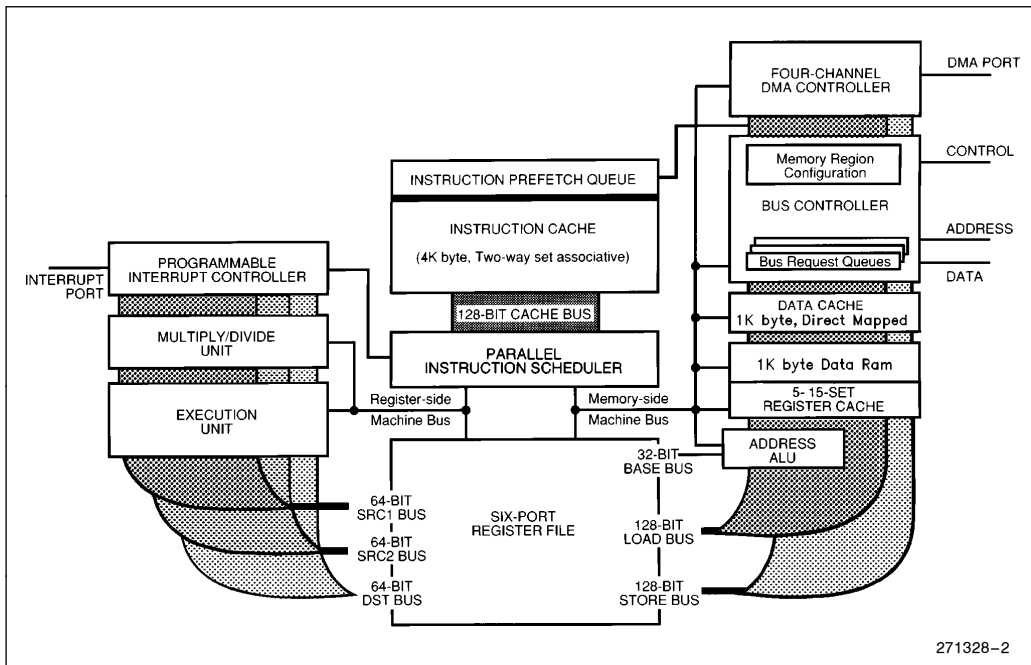 FOUR-CHANNEL
DMA CONTROLLER
DMA PORT
Memory Region
Configuration
CONTROL
BUS CONTROLLER
Bus Request Queues
ADDRESS
DATA
INSTRUCTION PREFETCH QUEUE
INSTRUCTION CACHE
(4K byte, Two-way set associative)
128-BIT CACHE BUS
PARALLEL
INSTRUCTION SCHEDULER
INTERRUPT
PORT
PROGRAMMABLE
INTERRUPT CONTROLLER
MULTIPLY/DIVIDE
UNIT
EXECUTION
UNIT
Register-side
Machine Bus
Memory-side
Machine Bus
DATA CACHE
1K byte, Direct Mapped
1K byte Data Ram
5- 15-SET
REGISTER CACHE
ADDRESS
ALU
32-BIT
BASE BUS
64-BIT
SRC1 BUS
64-BIT
SRC2 BUS
64-BIT
DST BUS
SIX-PORT
REGISTER FILE
128-BIT
LOAD BUS
128-BIT
STORE BUS
271328–2